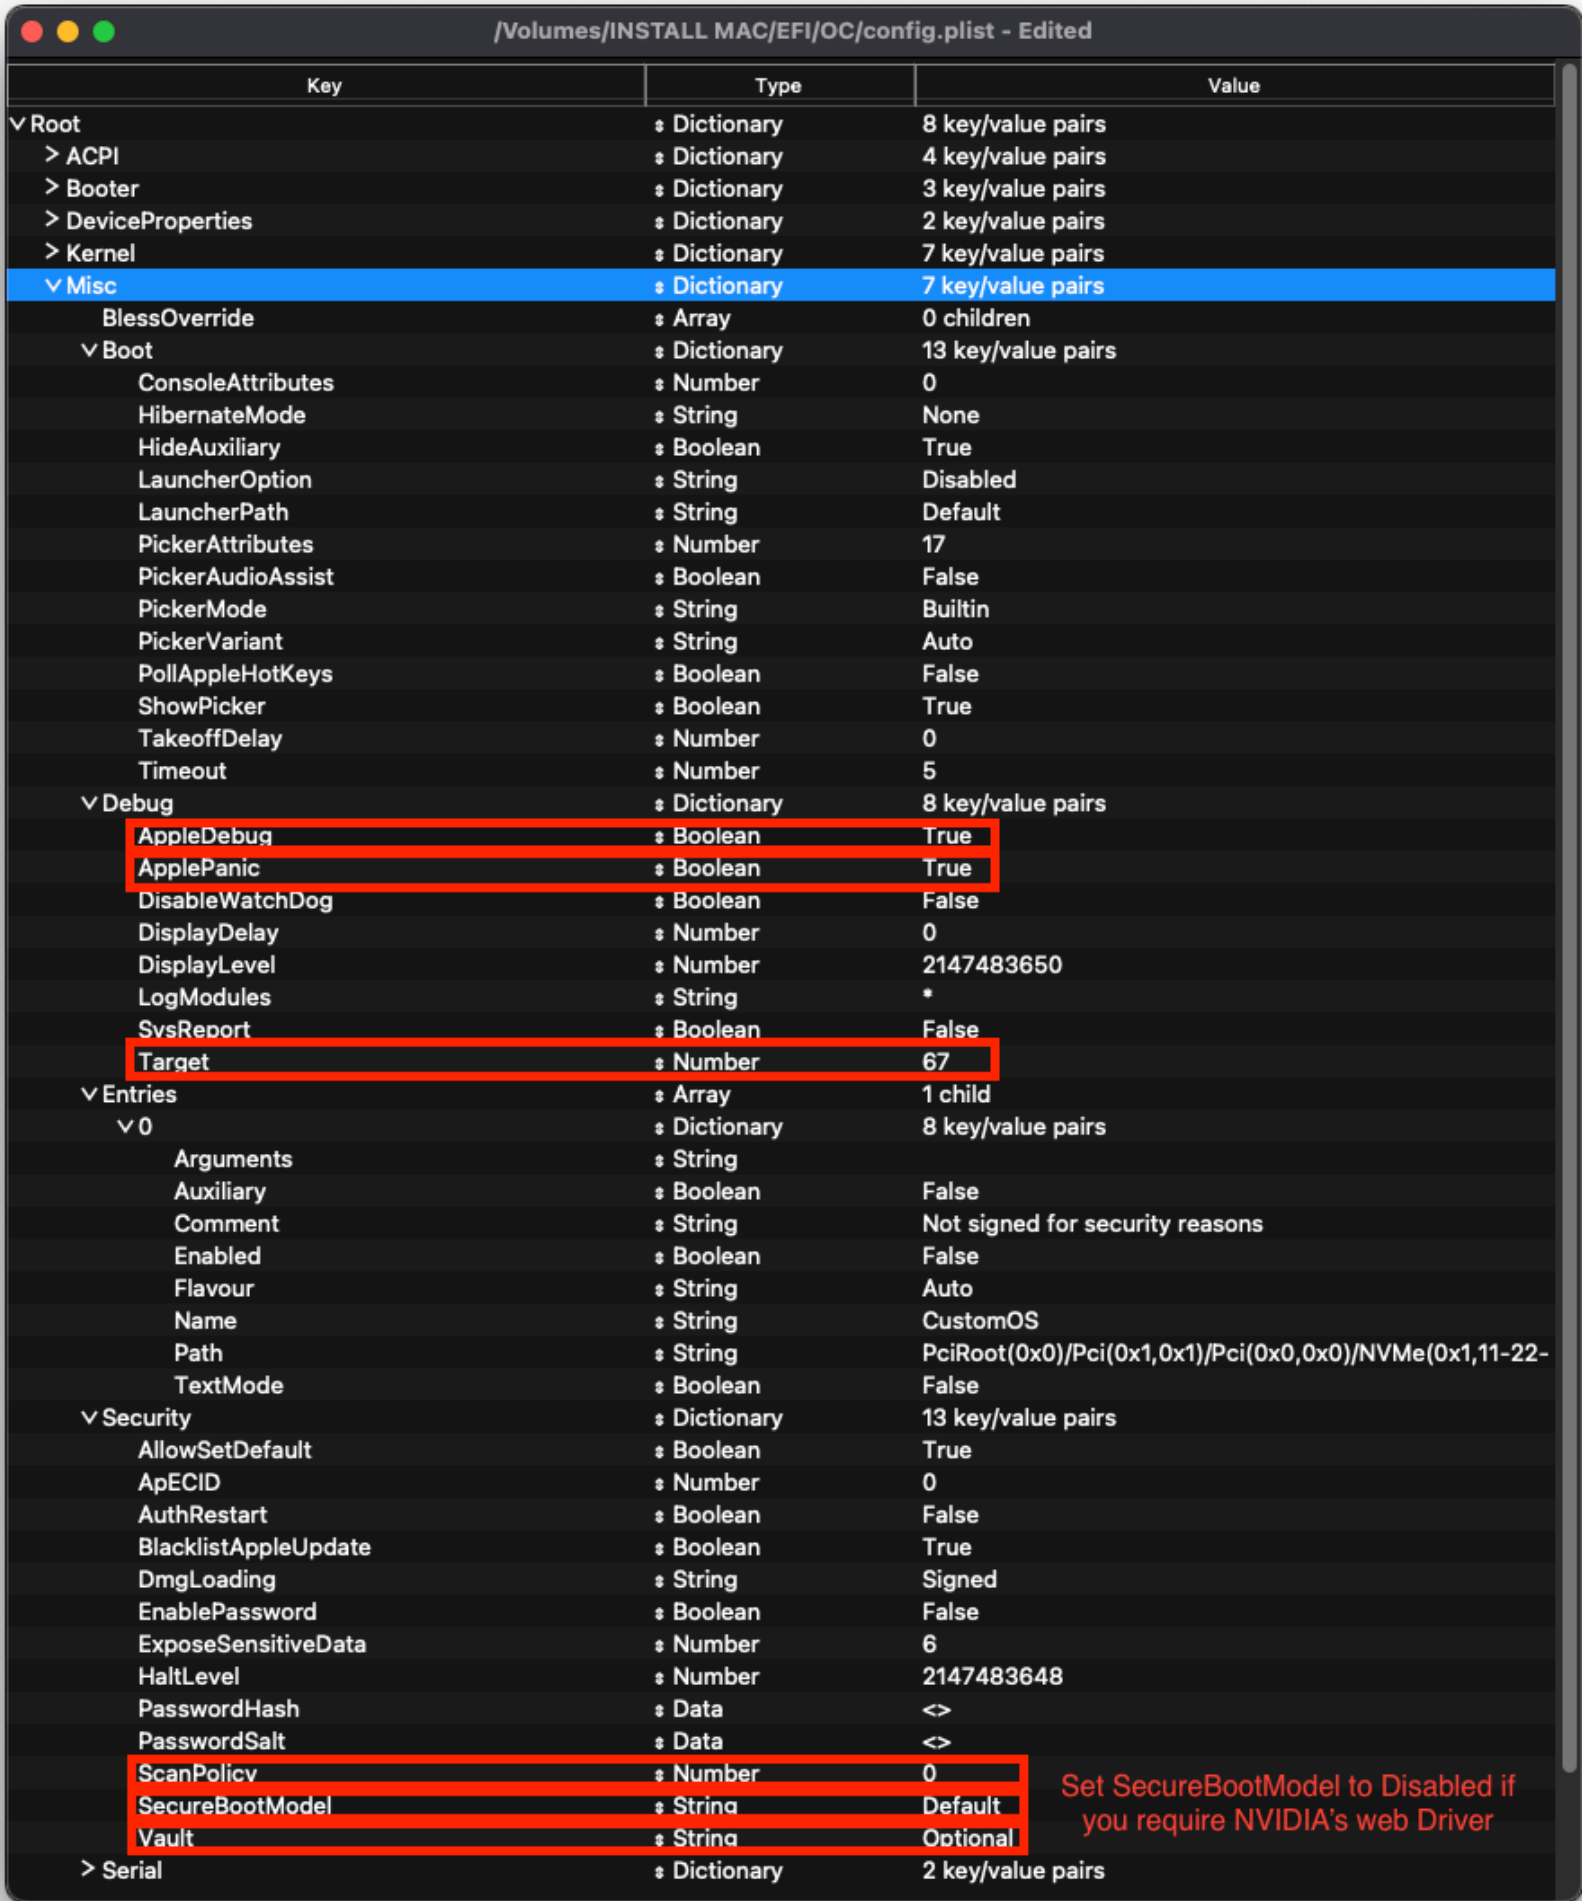 /Volumes/INSTALL MAC/EFI/OC/config.plist - Edited
Key Type Value
Root Dictionary 8 key/value pairs
ACPI Dictionary 4 key/value pairs
Booter Dictionary 3 key/value pairs
DeviceProperties Dictionary 2 key/value pairs
Kernel Dictionary 7 key/value pairs
Misc Dictionary 7 key/value pairs
BlessOverride Array 0 children
Boot Dictionary 13 key/value pairs
ConsoleAttributes Number 0
HibernateMode String None
HideAuxiliary Boolean True
LauncherOption String Disabled
LauncherPath String Default
PickerAttributes Number 17
PickerAudioAssist Boolean False
PickerMode String Builtin
PickerVariant String Auto
PollAppleHotKeys Boolean False
ShowPicker Boolean True
TakeoffDelay Number 0
Timeout Number 5
Debug Dictionary 8 key/value pairs
AppleDebug Boolean True
ApplePanic Boolean True
DisableWatchDog Boolean False
DisplayDelay Number 0
DisplayLevel Number 2147483650
LogModules String *
SysReport Boolean False
Target Number 67
Entries Array 1 child
0 Dictionary 8 key/value pairs
Arguments String
Auxiliary Boolean False
Comment String Not signed for security reasons
Enabled Boolean False
Flavour String Auto
Name String CustomOS
Path String PciRoot(0x0)/Pci(0x1,0x1)/Pci(0x0,0x0)/NVMe(0x1,11-22-
TextMode Boolean False
Security Dictionary 13 key/value pairs
AllowSetDefault Boolean True
ApECID Number 0
AuthRestart Boolean False
BlacklistAppleUpdate Boolean True
DmgLoading String Signed
EnablePassword Boolean False
ExposeSensitiveData Number 6
HaltLevel Number 2147483648
PasswordHash Data <>
PasswordSalt Data <>
ScanPolicy Number 0
SecureBootModel String Default
Vault String Optional
Set SecureBootModel to Disabled if
you require NVIDIA's web Driver
Serial Dictionary 2 key/value pairs